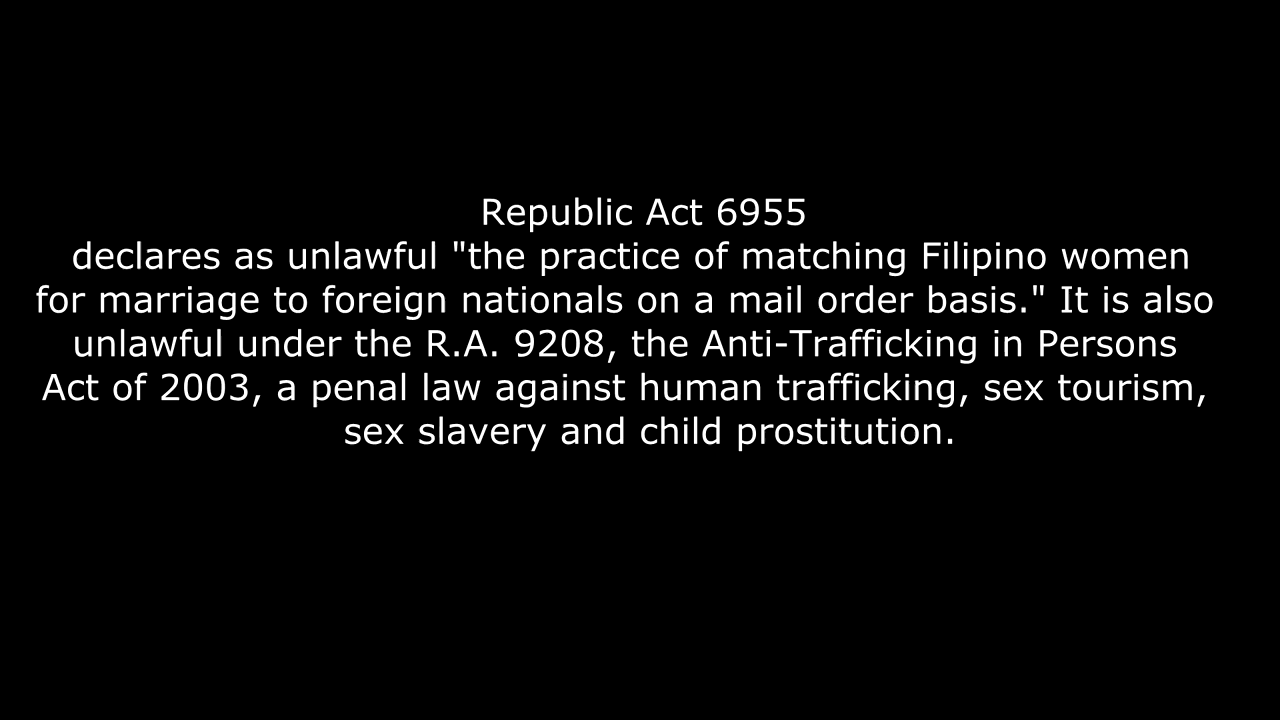 Republic Act 6955
declares as unlawful "the practice of matching Filipino women
for marriage to foreign nationals on a mail order basis." It is also
unlawful under the R.A. 9208, the Anti-Trafficking in Persons
Act of 2003, a penal law against human trafficking, sex tourism,
sex slavery and child prostitution.